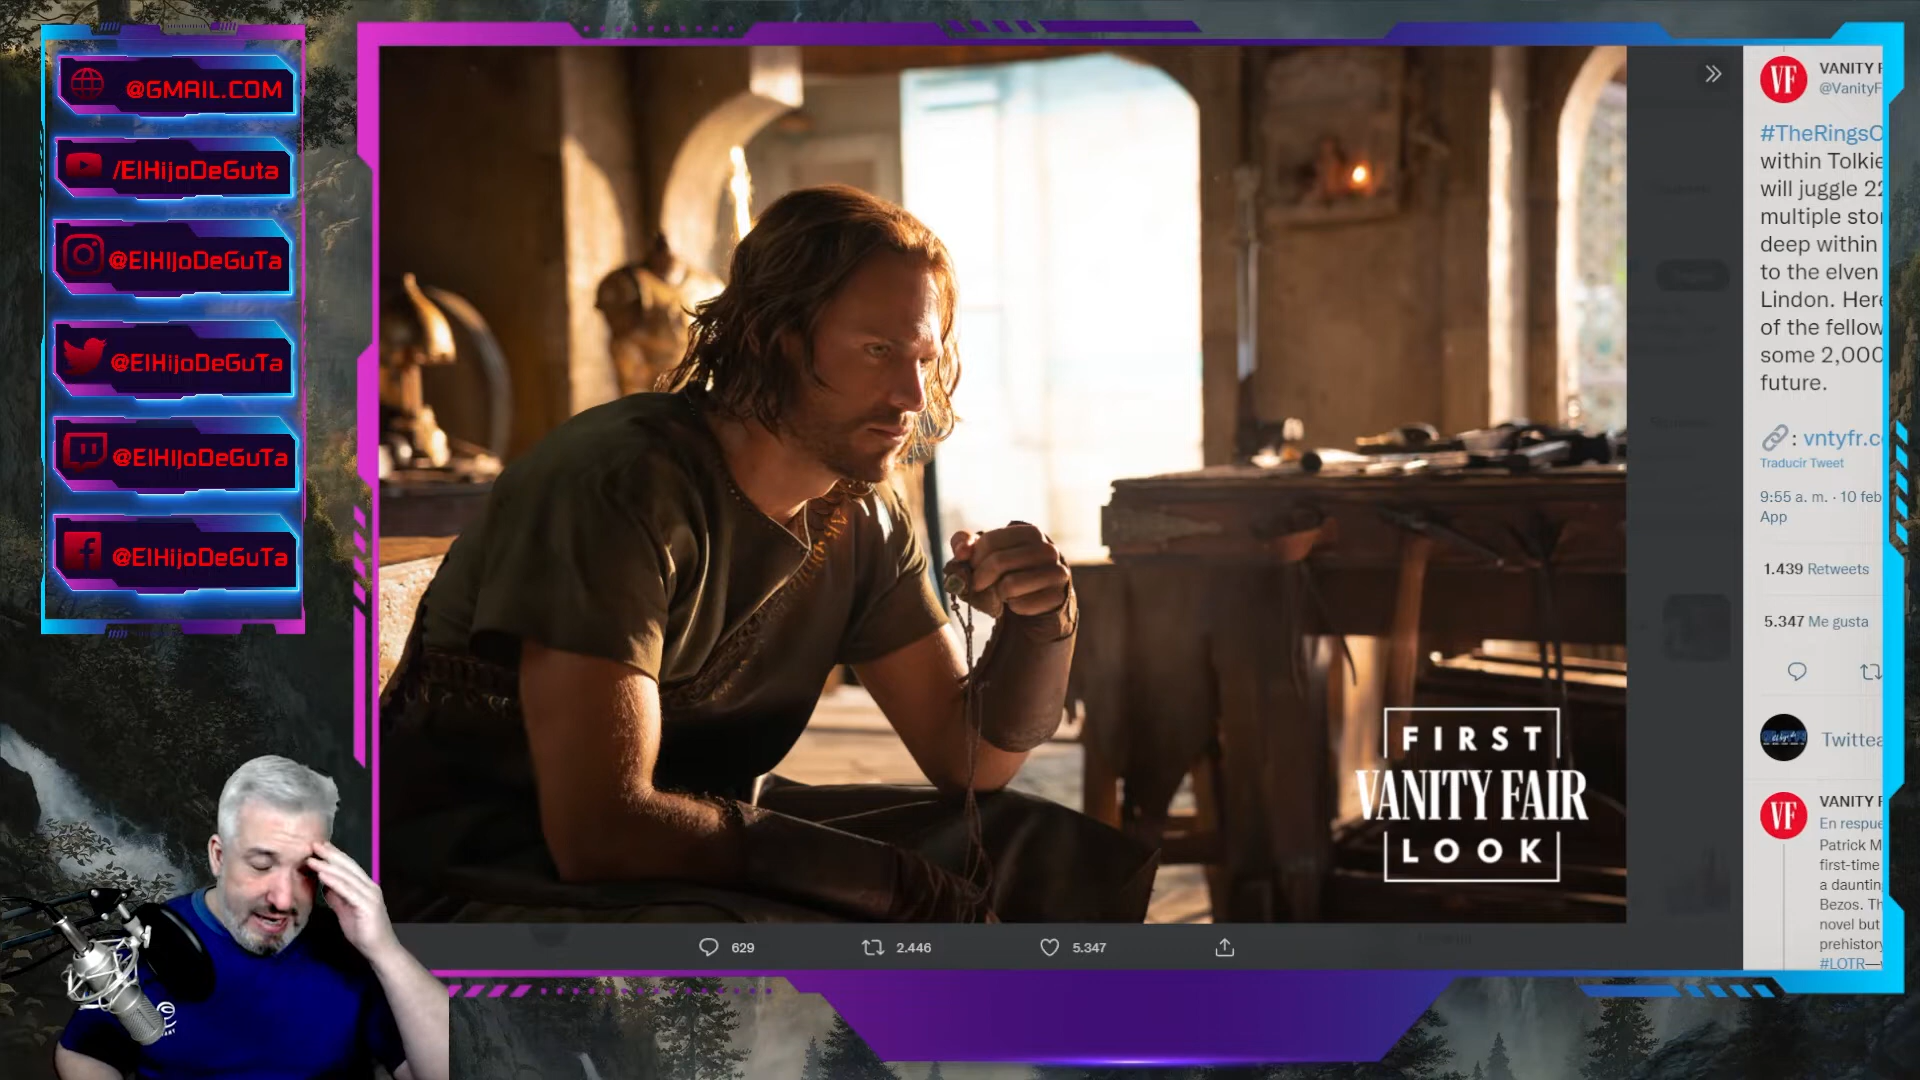 @GMAIL.COM
/ElHijoDeGuta
@ElHIJoDeGuTa
@ElHijoDeGuTa
@ElHIJoDeGuTa
@ElHijoDeGuTa
FIRST
VANITY FAIR
LOOK
629
2.446
5.347
VF
VANITY F
@VanityF
#TheRingsO
within Tolkie
will juggle 22
multiple stor
deep within
to the elven
Lindon. Here
of the fellow
some 2,000
future.
: vntyfr.c
Traducir Tweet
9:55 a. m. · 10 feb
App
1.439 Retweets
5.347 Me gusta
Twittea
VF
VANITY F
En respue
Patrick M
first-time
a dauntin
Bezos. Th
novel but
prehistory
#LOTR—